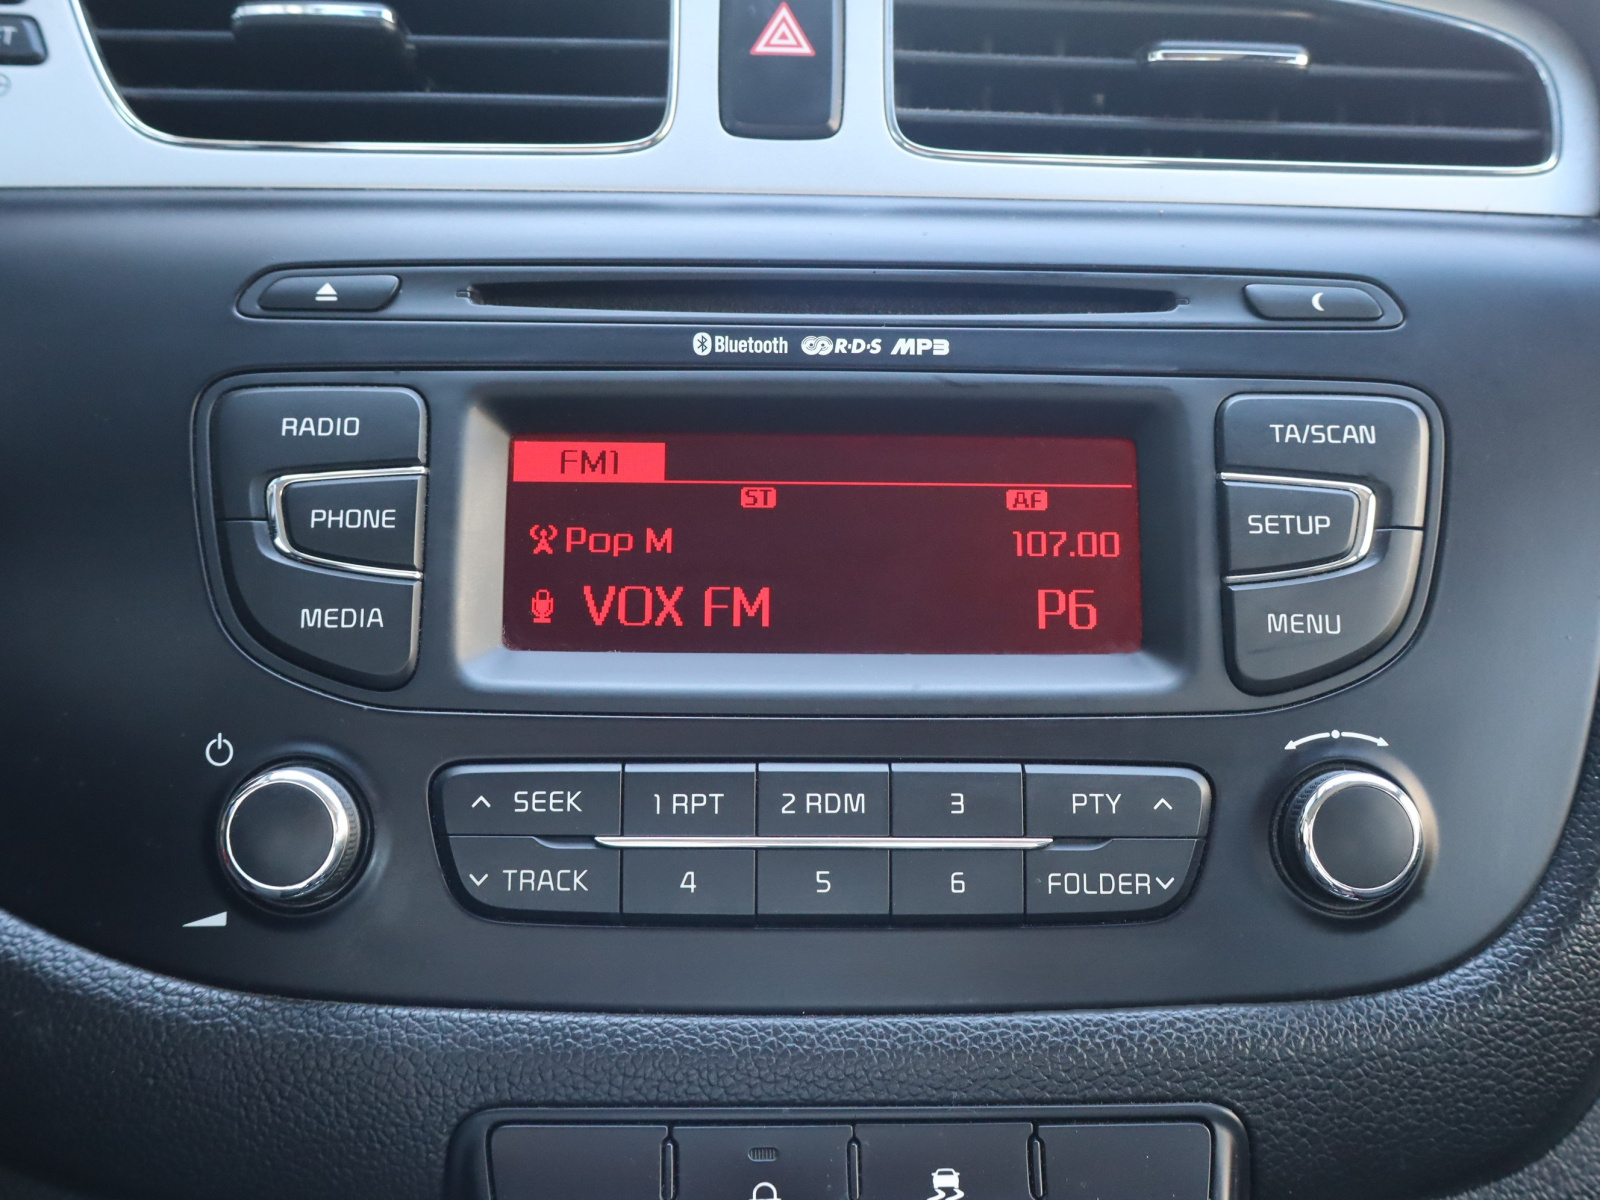 Bluetooth R·D·S MP3
RADIO
PHONE
MEDIA
FM1
ST AF
Pop M 107.00
VOX FM P6
TA/SCAN
SETUP
MENU
SEEK 1 RPT 2 RDM 3 PTY
TRACK 4 5 6 FOLDER